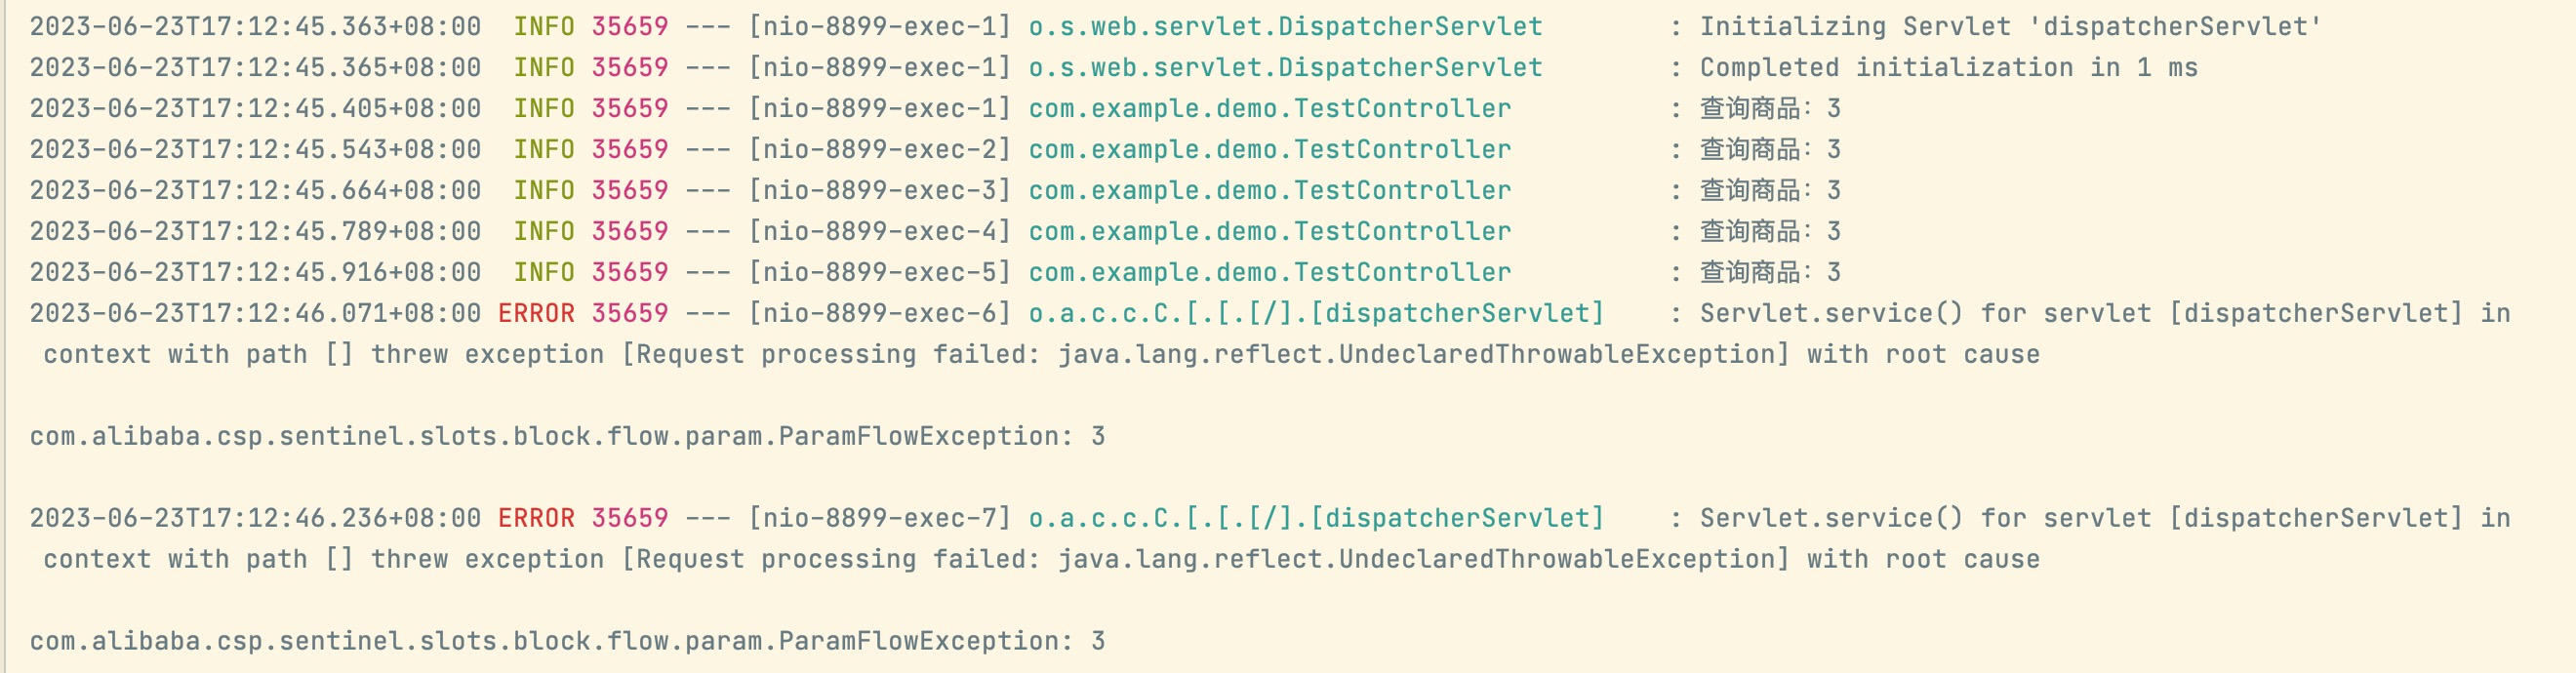 2023-06-23T17:12:45.363+08:00  INFO 35659 --- [nio-8899-exec-1] o.s.web.servlet.DispatcherServlet        : Initializing Servlet 'dispatcherServlet'
2023-06-23T17:12:45.365+08:00  INFO 35659 --- [nio-8899-exec-1] o.s.web.servlet.DispatcherServlet        : Completed initialization in 1 ms
2023-06-23T17:12:45.405+08:00  INFO 35659 --- [nio-8899-exec-1] com.example.demo.TestController          : 查询商品：3
2023-06-23T17:12:45.543+08:00  INFO 35659 --- [nio-8899-exec-2] com.example.demo.TestController          : 查询商品：3
2023-06-23T17:12:45.664+08:00  INFO 35659 --- [nio-8899-exec-3] com.example.demo.TestController          : 查询商品：3
2023-06-23T17:12:45.789+08:00  INFO 35659 --- [nio-8899-exec-4] com.example.demo.TestController          : 查询商品：3
2023-06-23T17:12:45.916+08:00  INFO 35659 --- [nio-8899-exec-5] com.example.demo.TestController          : 查询商品：3
2023-06-23T17:12:46.071+08:00 ERROR 35659 --- [nio-8899-exec-6] o.a.c.c.C.[.[.[/].[dispatcherServlet]    : Servlet.service() for servlet [dispatcherServlet] in
 context with path [] threw exception [Request processing failed: java.lang.reflect.UndeclaredThrowableException] with root cause
com.alibaba.csp.sentinel.slots.block.flow.param.ParamFlowException: 3
2023-06-23T17:12:46.236+08:00 ERROR 35659 --- [nio-8899-exec-7] o.a.c.c.C.[.[.[/].[dispatcherServlet]    : Servlet.service() for servlet [dispatcherServlet] in
 context with path [] threw exception [Request processing failed: java.lang.reflect.UndeclaredThrowableException] with root cause
com.alibaba.csp.sentinel.slots.block.flow.param.ParamFlowException: 3